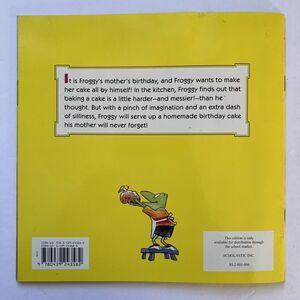 It is Froggy's mother's birthday, and Froggy wants to make
her cake all by himself! In the kitchen, Froggy finds out that
baking a cake is a little harder—and messier!—than he
thought. But with a pinch of imagination and an extra dash
of silliness, Froggy will serve up a homemade birthday cake
his mother will never forget!
This edition is only
available for distribution through
the school market.
SCHOLASTIC INC.